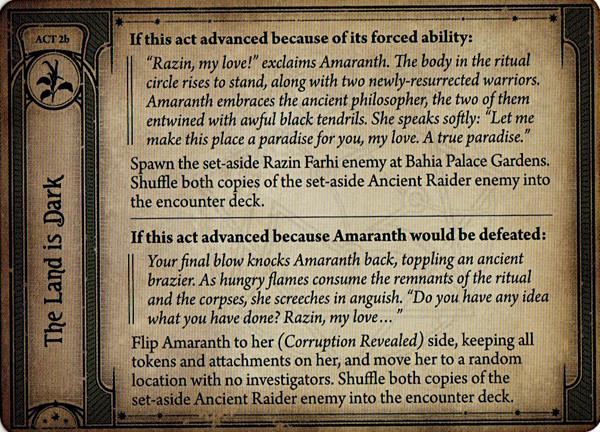 ACT 2b
The Land is Dark
If this act advanced because of its forced ability:
“Razin, my love!” exclaims Amaranth. The body in the ritual
circle rises to stand, along with two newly-resurrected warriors.
Amaranth embraces the ancient philosopher, the two of them
entwined with awful black tendrils. She speaks softly: “Let me
make this place a paradise for you, my love. A true paradise.”
Spawn the set-aside Razin Farhi enemy at Bahia Palace Gardens.
Shuffle both copies of the set-aside Ancient Raider enemy into
the encounter deck.
If this act advanced because Amaranth would be defeated:
Your final blow knocks Amaranth back, toppling an ancient
brazier. As hungry flames consume the remnants of the ritual
and the corpses, she screeches in anguish. “Do you have any idea
what you have done? Razin, my love… ”
Flip Amaranth to her (Corruption Revealed) side, keeping all
tokens and attachments on her, and move her to a random
location with no investigators. Shuffle both copies of the
set-aside Ancient Raider enemy into the encounter deck.